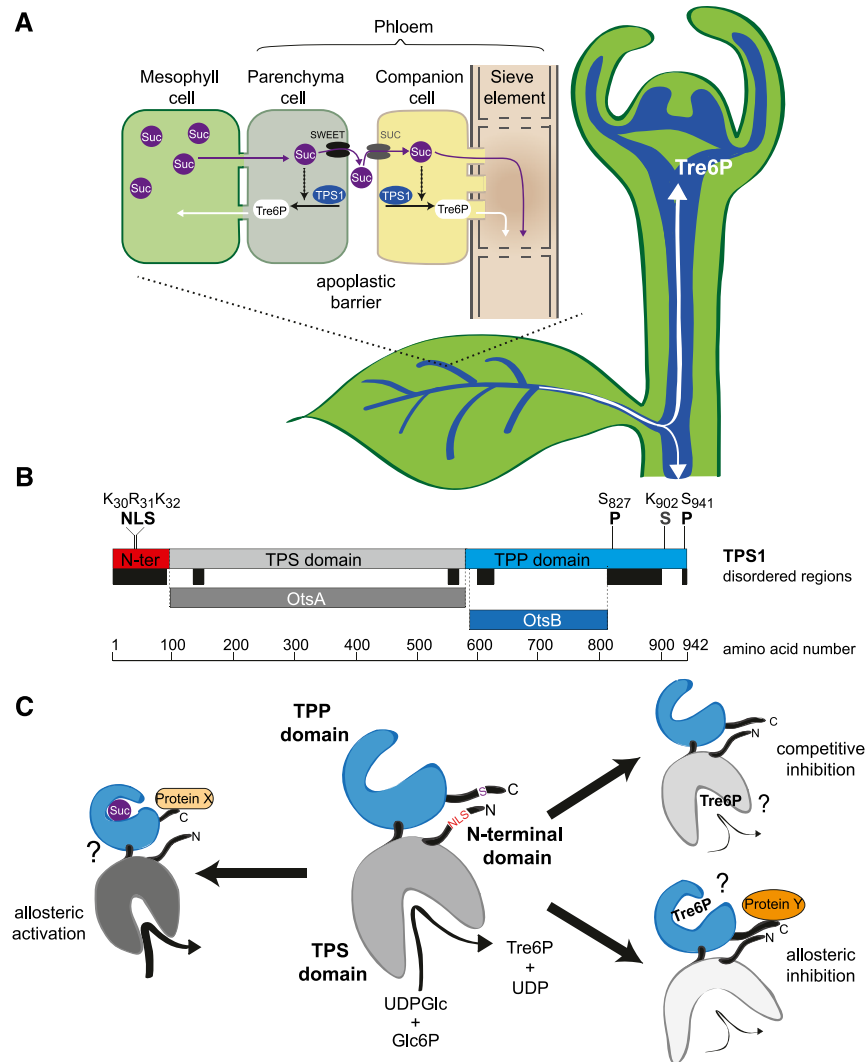 A
Phloem
Mesophyll cell
Parenchyma cell
Companion cell
Sieve element
Suc
Suc
Suc
Suc
SWEET
Suc
Suc
SUC
Suc
TPS1
Tre6P
TPS1
Tre6P
apoplastic barrier
Tre6P
B
K30R31K32
NLS
S827
P
K902
S
S941
P
N-ter
TPS domain
TPP domain
TPS1
disordered regions
OtsA
OtsB
1 100 200 300 400 500 600 700 800 900 942
amino acid number
C
TPP domain
S
C
NLS
N
N-terminal domain
TPS domain
UDPGlc + Glc6P
Tre6P + UDP
Suc
Protein X
C
N
?
allosteric activation
C
N
competitive inhibition
Tre6P
?
?
Tre6P
Protein Y
C
N
allosteric inhibition